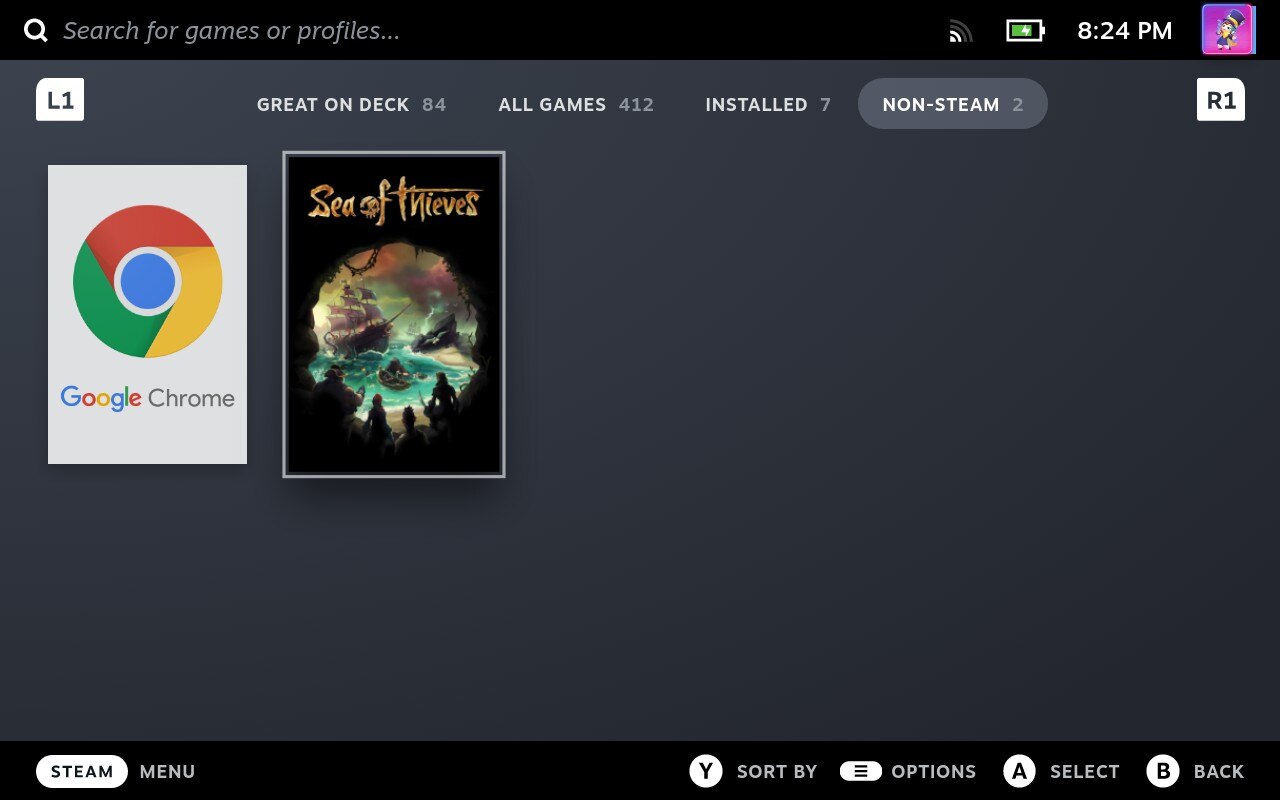 Search for games or profiles...
8:24 PM
L1
GREAT ON DECK 84
ALL GAMES 412
INSTALLED 7
NON-STEAM 2
R1
Google Chrome
Sea of Thieves
STEAM MENU
Y SORT BY
OPTIONS
A SELECT
B BACK